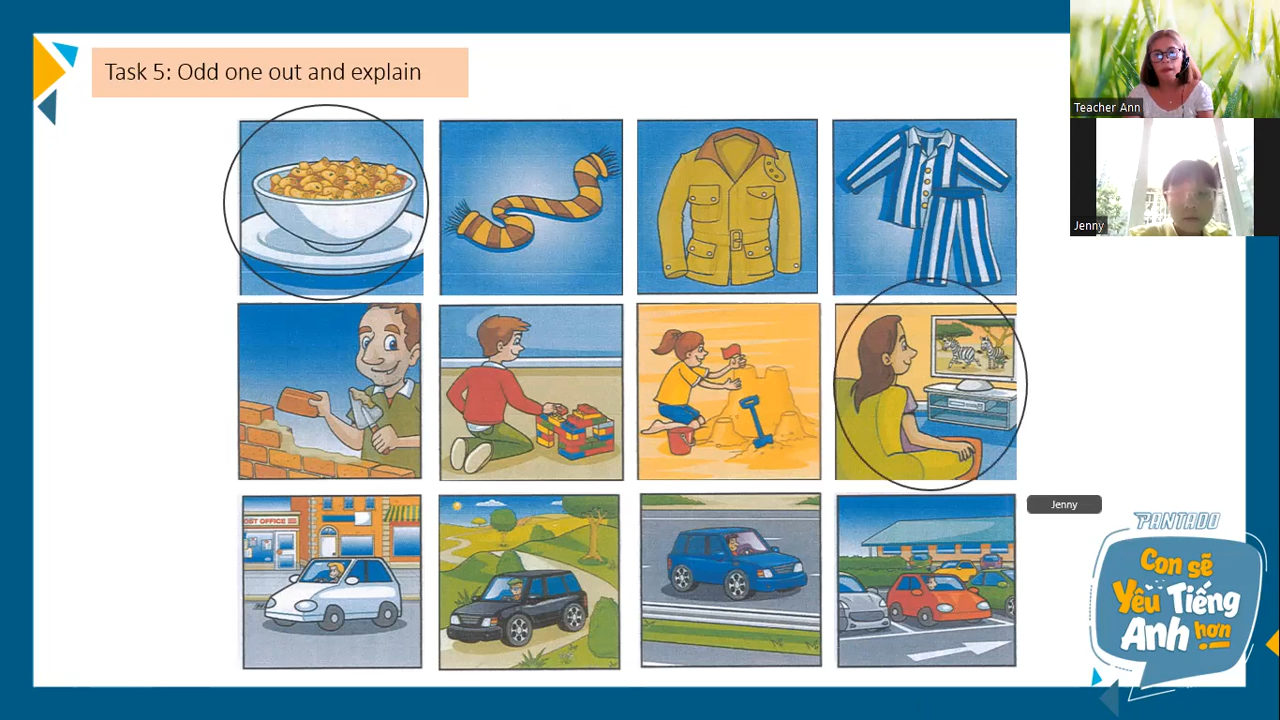 Task 5: Odd one out and explain
Teacher Ann
Jenny
OST OFFICE
Jenny
PANTADO
Con sẽ
Yêu Tiếng
Anh hơn